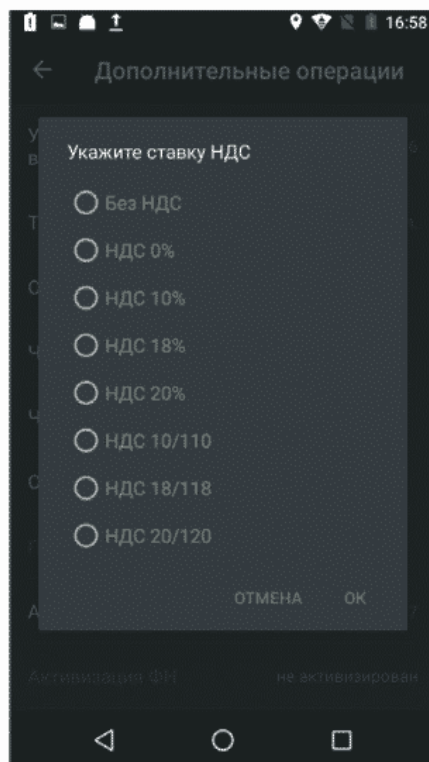 16:58
Дополнительные операции
Укажите ставку НДС
Без НДС
НДС 0%
НДС 10%
НДС 18%
НДС 20%
НДС 10/110
НДС 18/118
НДС 20/120
ОТМЕНА ОК
Активизация ФН не активизирован